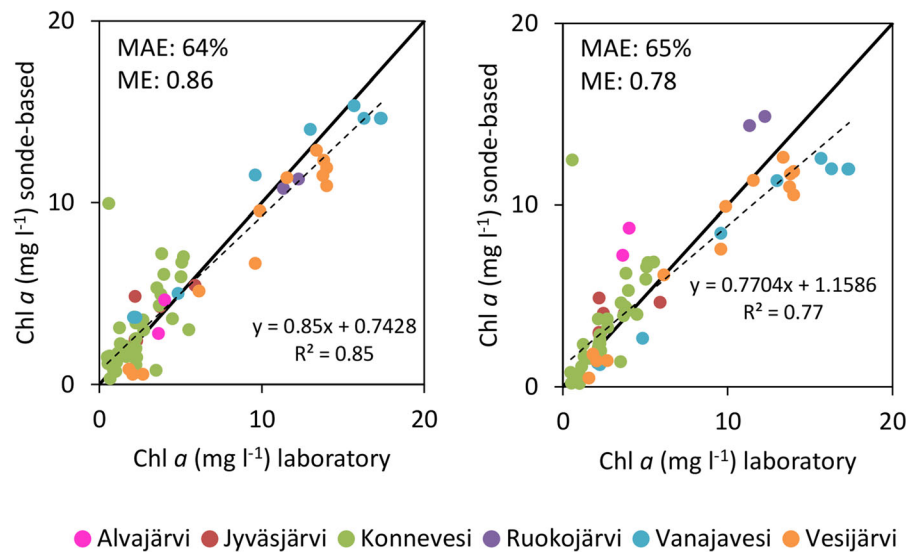 20
MAE: 64%
ME: 0.86
10
0
Chl a (mg l-1) sonde-based
y = 0.85x + 0.7428
R² = 0.85
0 10 20
Chl a (mg l-1) laboratory
20
MAE: 65%
ME: 0.78
10
0
Chl a (mg l-1) sonde-based
y = 0.7704x + 1.1586
R² = 0.77
0 10 20
Chl a (mg l-1) laboratory
Alvajärvi Jyväsjärvi Konnevesi Ruokojärvi Vanajavesi Vesijärvi